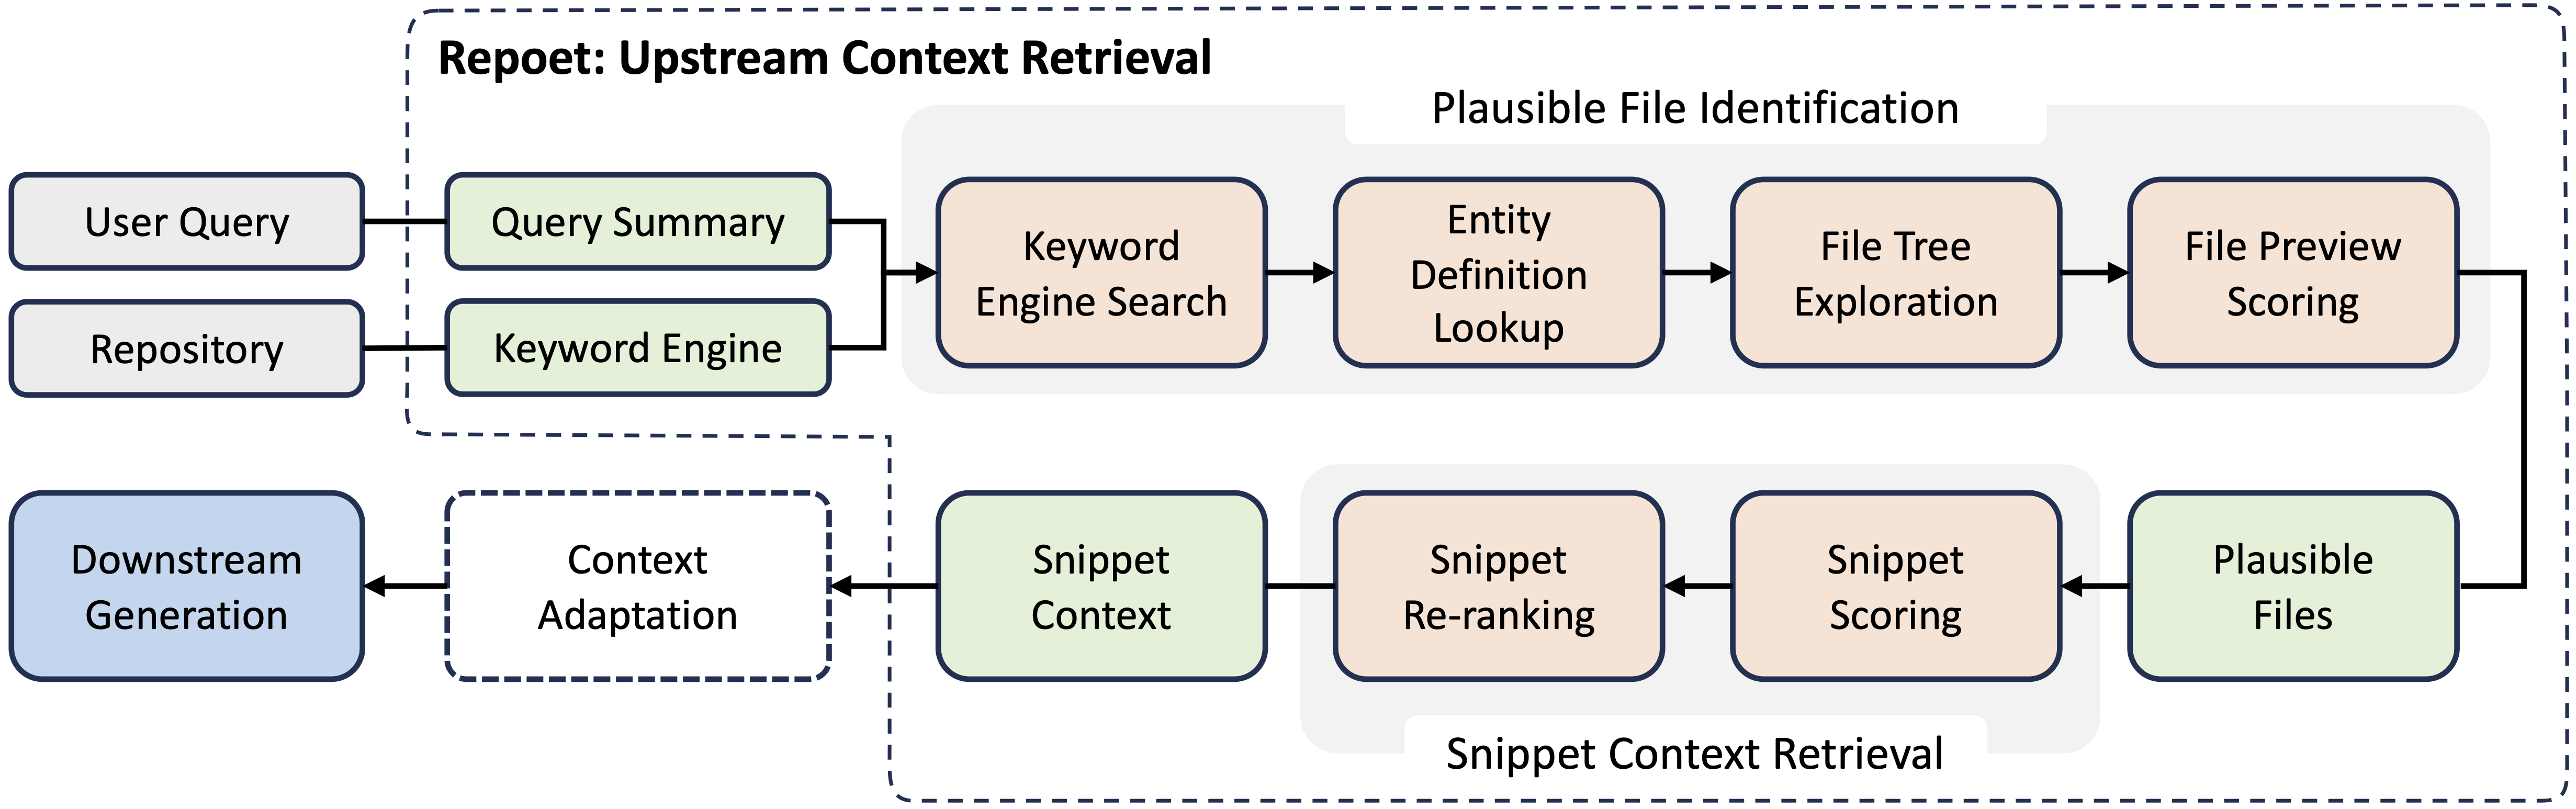 Repoet: Upstream Context Retrieval
Plausible File Identification
User Query
Query Summary
Repository
Keyword Engine
Keyword
Engine Search
Entity
Definition
Lookup
File Tree
Exploration
File Preview
Scoring
Downstream
Generation
Context
Adaptation
Snippet
Context
Snippet
Re-ranking
Snippet
Scoring
Plausible
Files
Snippet Context Retrieval